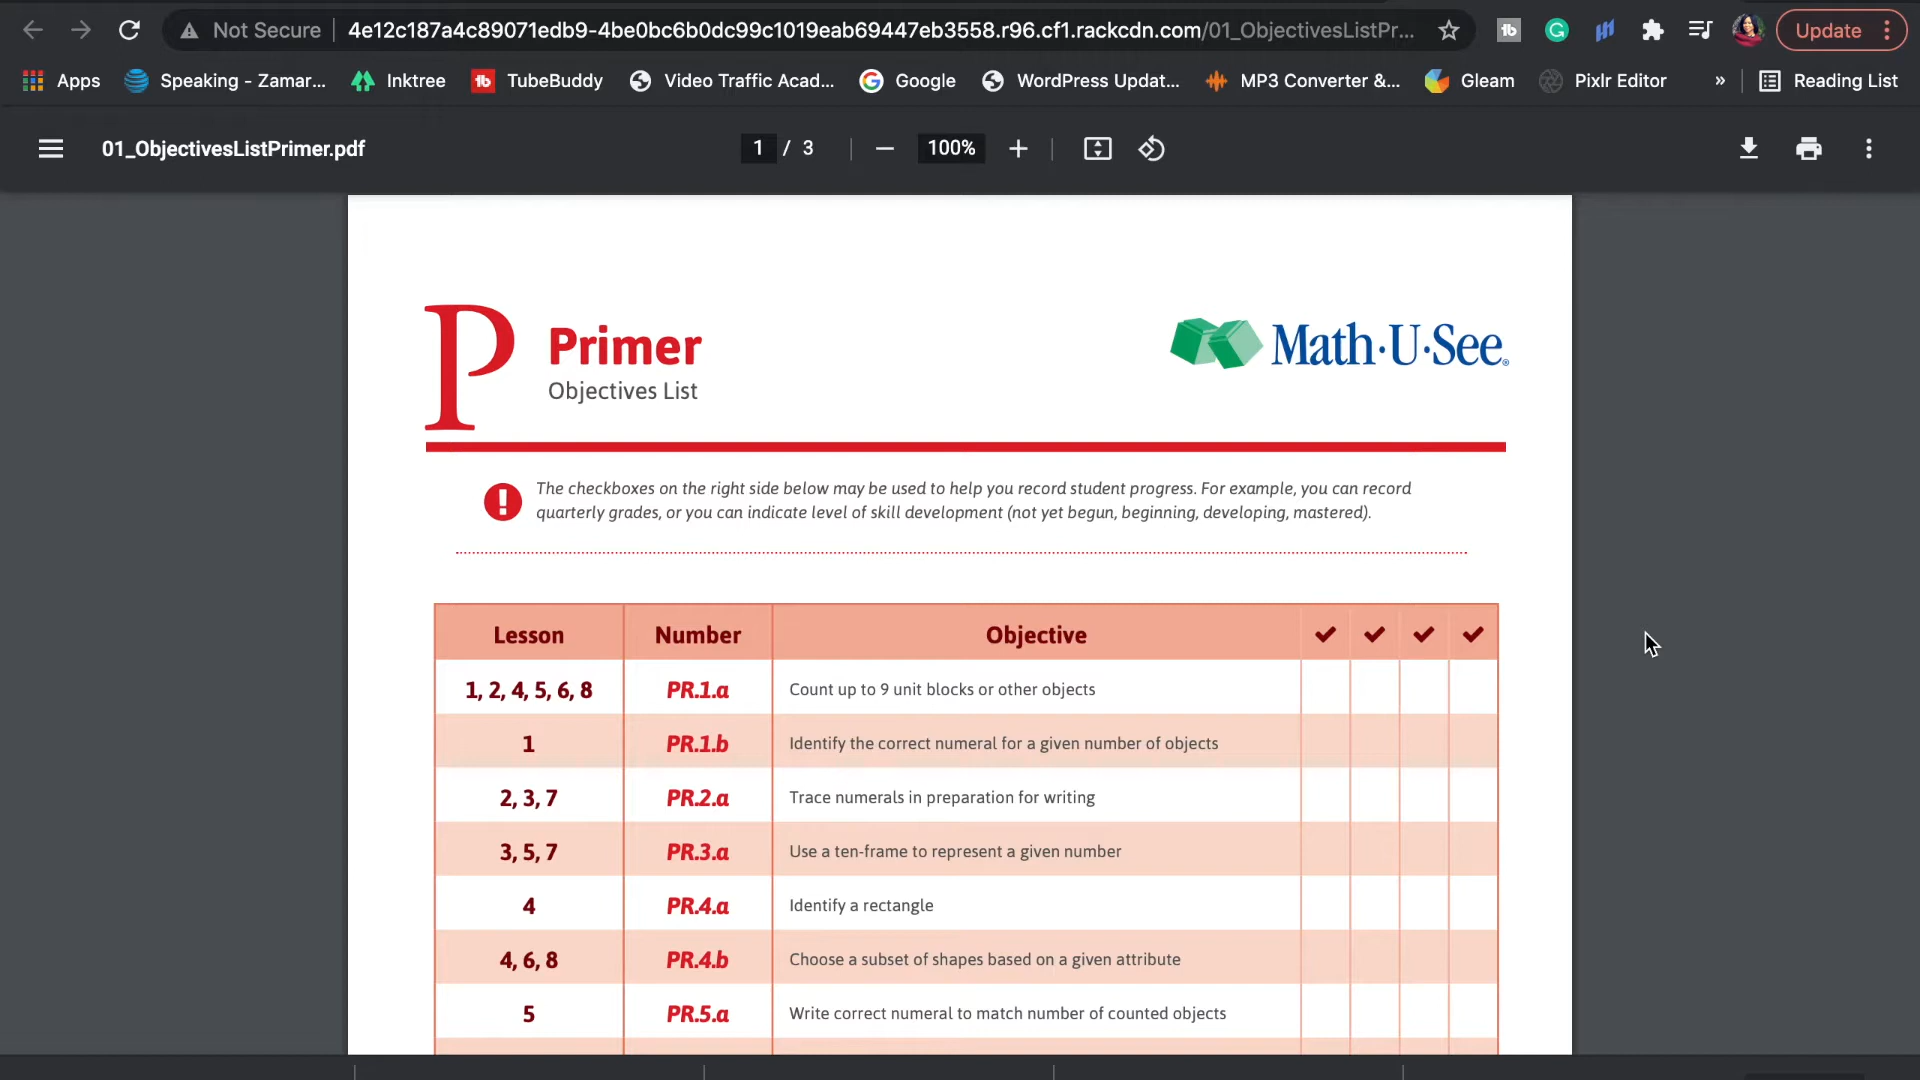 Not Secure
4e12c187a4c89071edb9-4be0bc6b0dc99c1019eab69447eb3558.r96.cf1.rackcdn.com/01_ObjectivesListPr...
Update
Apps
Speaking - Zamar...
Inktree
TubeBuddy
Video Traffic Acad...
Google
WordPress Updat...
MP3 Converter &...
Gleam
Pixlr Editor
»
Reading List
01_ObjectivesListPrimer.pdf
1 / 3
100%
P
Primer
Objectives List
Math·U·See®
The checkboxes on the right side below may be used to help you record student progress. For example, you can record
quarterly grades, or you can indicate level of skill development (not yet begun, beginning, developing, mastered).
Lesson Number Objective ✔ ✔ ✔ ✔
1, 2, 4, 5, 6, 8 PR.1.a Count up to 9 unit blocks or other objects
1 PR.1.b Identify the correct numeral for a given number of objects
2, 3, 7 PR.2.a Trace numerals in preparation for writing
3, 5, 7 PR.3.a Use a ten-frame to represent a given number
4 PR.4.a Identify a rectangle
4, 6, 8 PR.4.b Choose a subset of shapes based on a given attribute
5 PR.5.a Write correct numeral to match number of counted objects